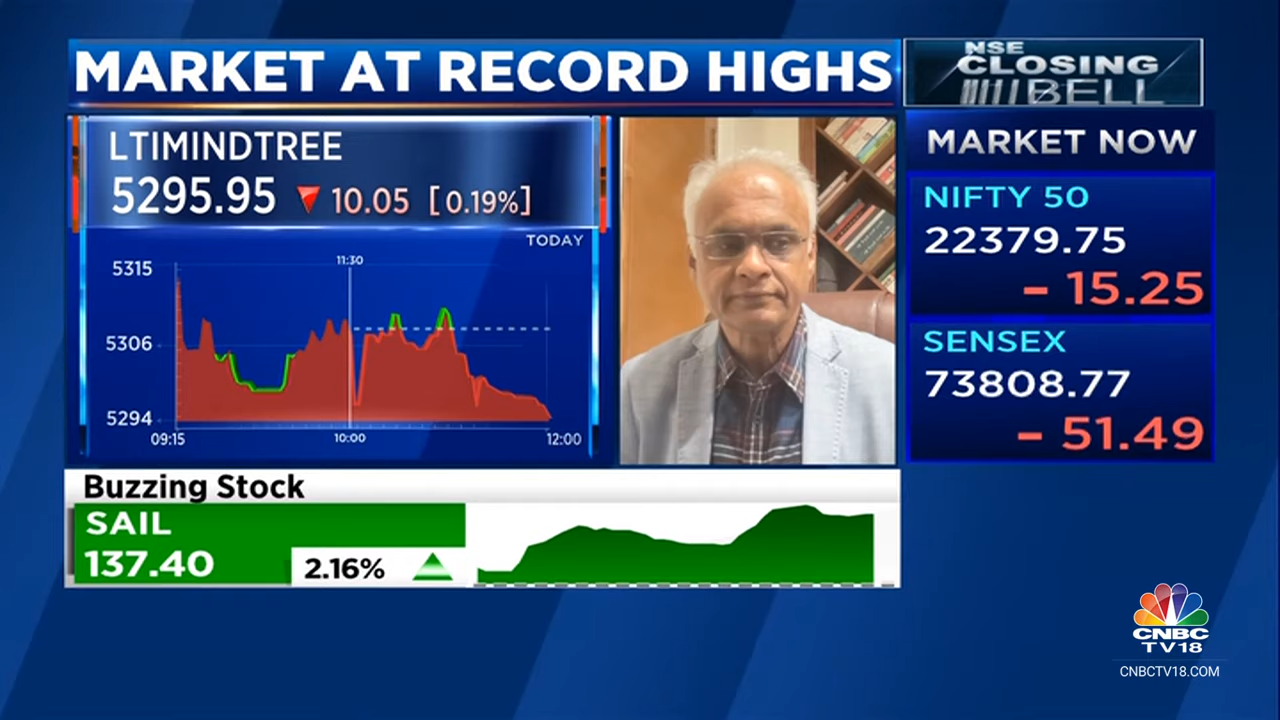 MARKET AT RECORD HIGHS
NSE
CLOSING
BELL
LTIMINDTREE
5295.95 ▼ 10.05 [0.19%]
TODAY
11:30
5315
5306
5294
09:15 10:00 12:00
MARKET NOW
NIFTY 50
22379.75
- 15.25
SENSEX
73808.77
- 51.49
Buzzing Stock
SAIL
137.40 2.16%
CNBC
TV18
CNBCTV18.COM